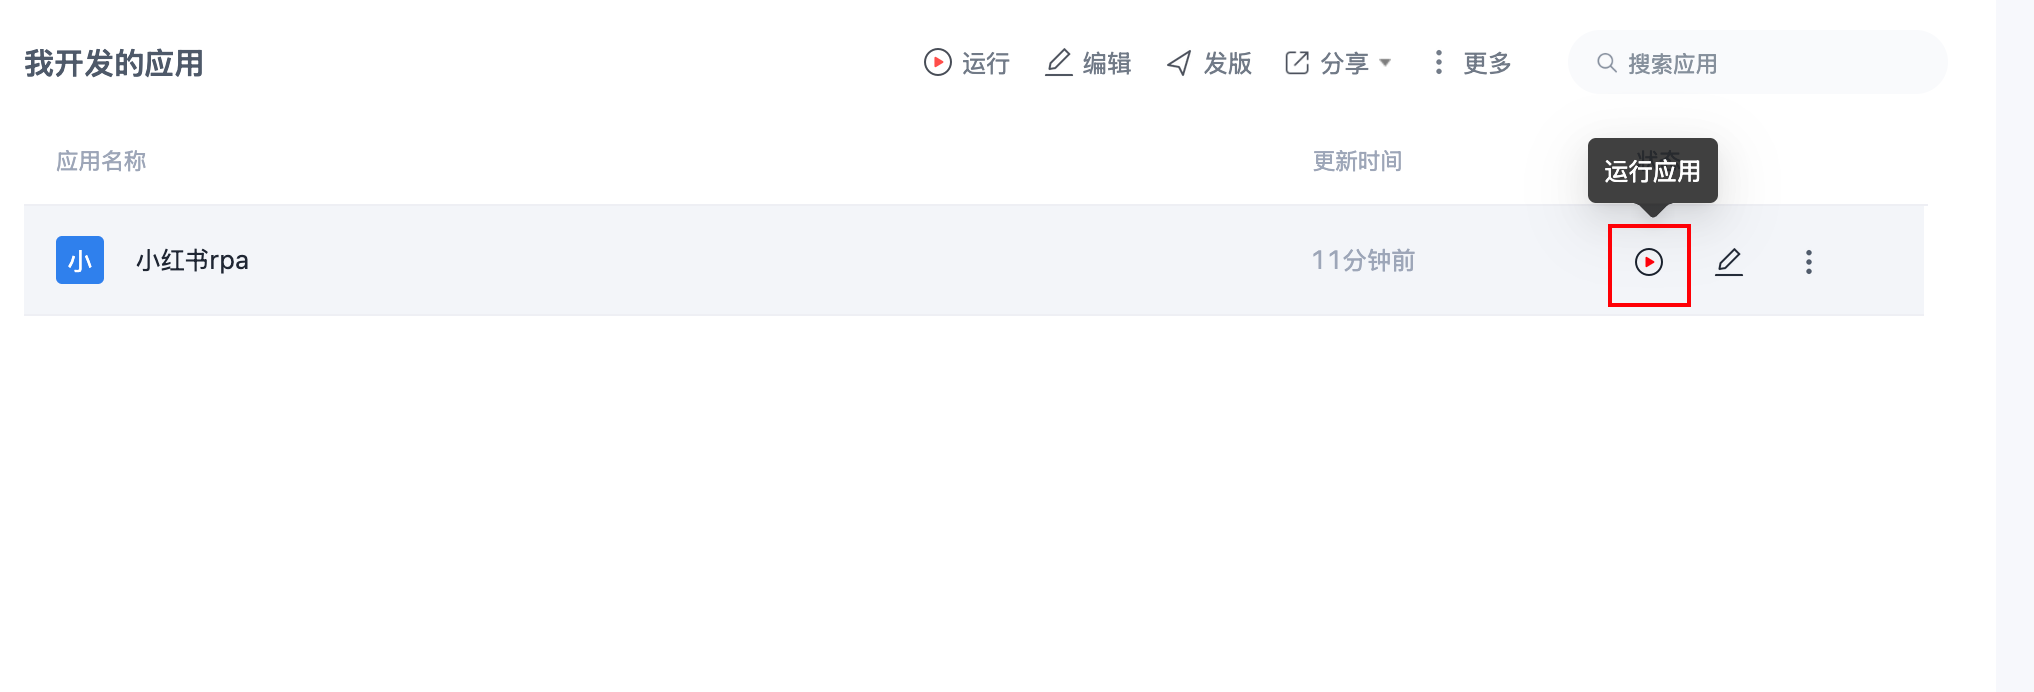 我开发的应用
运行 编辑 发版 分享 更多 搜索应用
应用名称 更新时间 状态
运行应用
小 小红书rpa 11分钟前